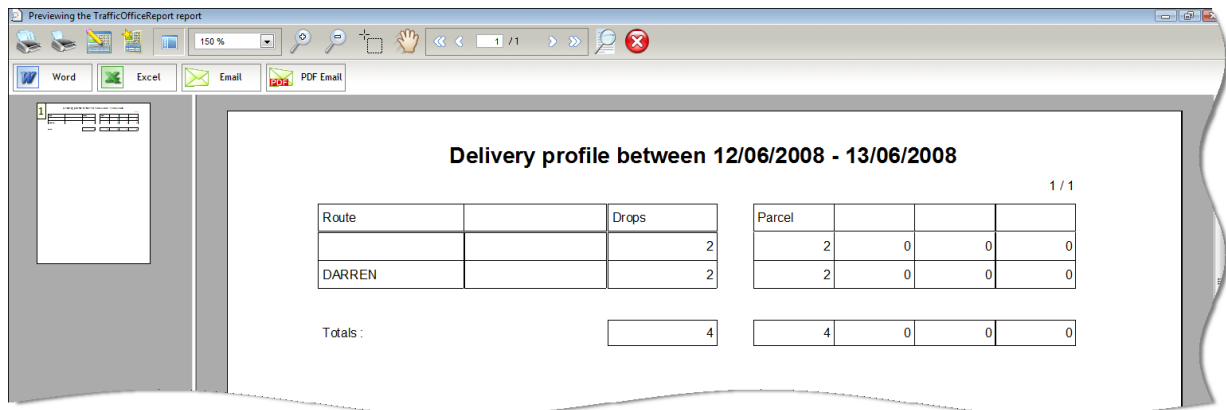 Previewing the TrafficOfficeReport report
150 % 1 /1
Word Excel Email PDF Email
1
Delivery profile between 12/06/2008 - 13/06/2008
1 / 1
Route Drops Parcel
2 2 0 0 0
DARREN 2 2 0 0 0
Totals : 4 4 0 0 0